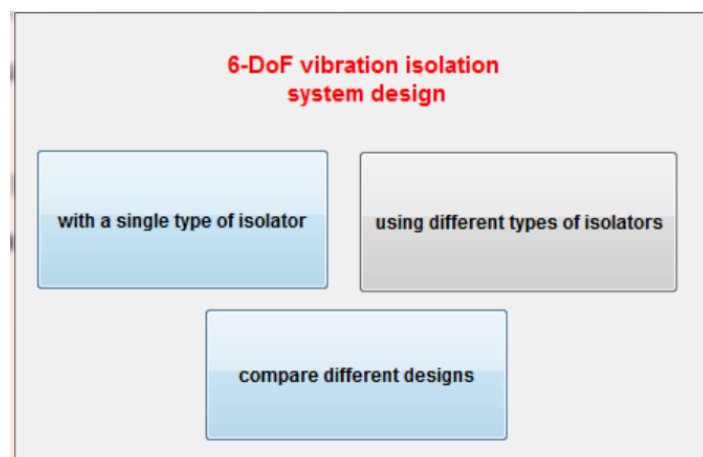 6-DoF vibration isolation
system design
with a single type of isolator
using different types of isolators
compare different designs